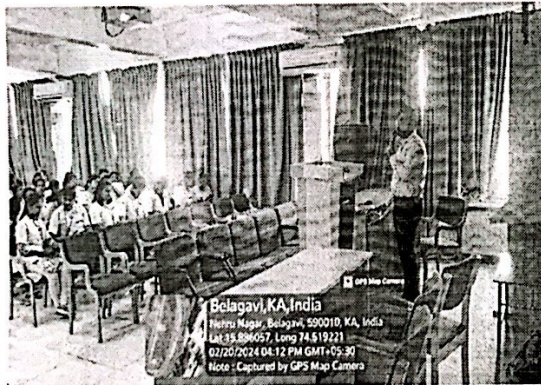 GPS Map Camera
Belagavi,KA,India
Nehru Nagar, Belagavi, 590010, KA, India
Lat 15.886057, Long 74.519221
02/20/2024 04:12 PM GMT+05:30
Note : Captured by GPS Map Camera